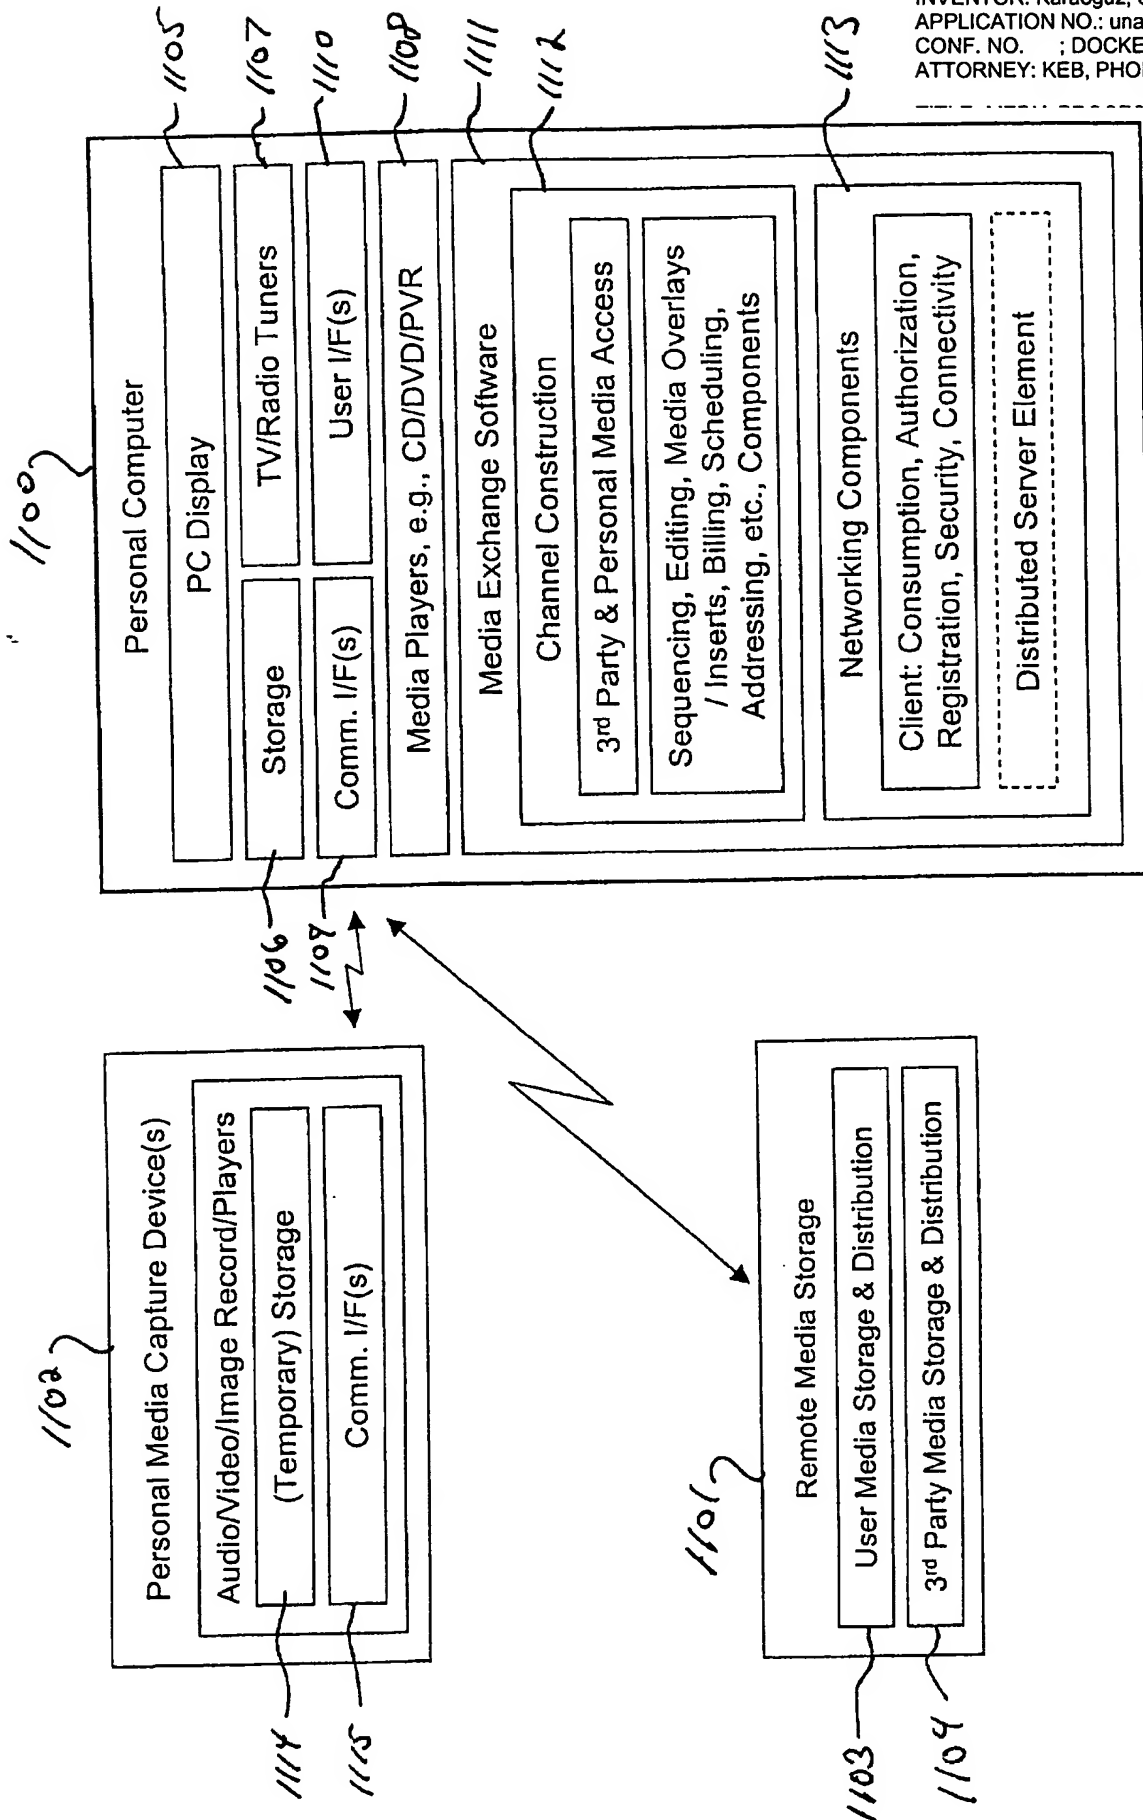 INVENTOR: Karaoguz,
APPLICATION NO.: una
CONF. NO. ; DOCKE
ATTORNEY: KEB, PHO
1100
Personal Computer
PC Display
1105
Storage
1106
TV/Radio Tuners
1107
Comm. I/F(s)
1109
User I/F(s)
1110
Media Players, e.g., CD/DVD/PVR
1108
Media Exchange Software
1111
Channel Construction
1112
3rd Party & Personal Media Access
Sequencing, Editing, Media Overlays
/ Inserts, Billing, Scheduling,
Addressing, etc., Components
Networking Components
1113
Client: Consumption, Authorization,
Registration, Security, Connectivity
Distributed Server Element
1102
Personal Media Capture Device(s)
Audio/Video/Image Record/Players
(Temporary) Storage
1114
Comm. I/F(s)
1115
1101
Remote Media Storage
User Media Storage & Distribution
1103
3rd Party Media Storage & Distribution
1104